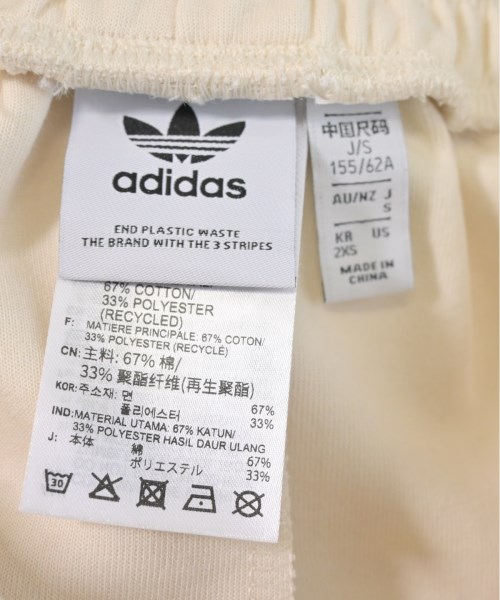 adidas
END PLASTIC WASTE
THE BRAND WITH THE 3 STRIPES
67% COTTON/
33% POLYESTER
(RECYCLED)
F: MATIERE PRINCIPALE: 67% COTON/
33% POLYESTER (RECYCLÉ)
CN: 主料: 67% 棉/
33% 聚酯纤维(再生聚酯)
KOR: 주소재: 면 67%
폴리에스터 33%
IND: MATERIAL UTAMA: 67% KATUN/
33% POLYESTER HASIL DAUR ULANG
J: 本体 綿 67%
ポリエステル 33%
30
中国尺码
J/S
155/62A
AU/NZ J
S
KR US
2XS
MADE IN
CHINA